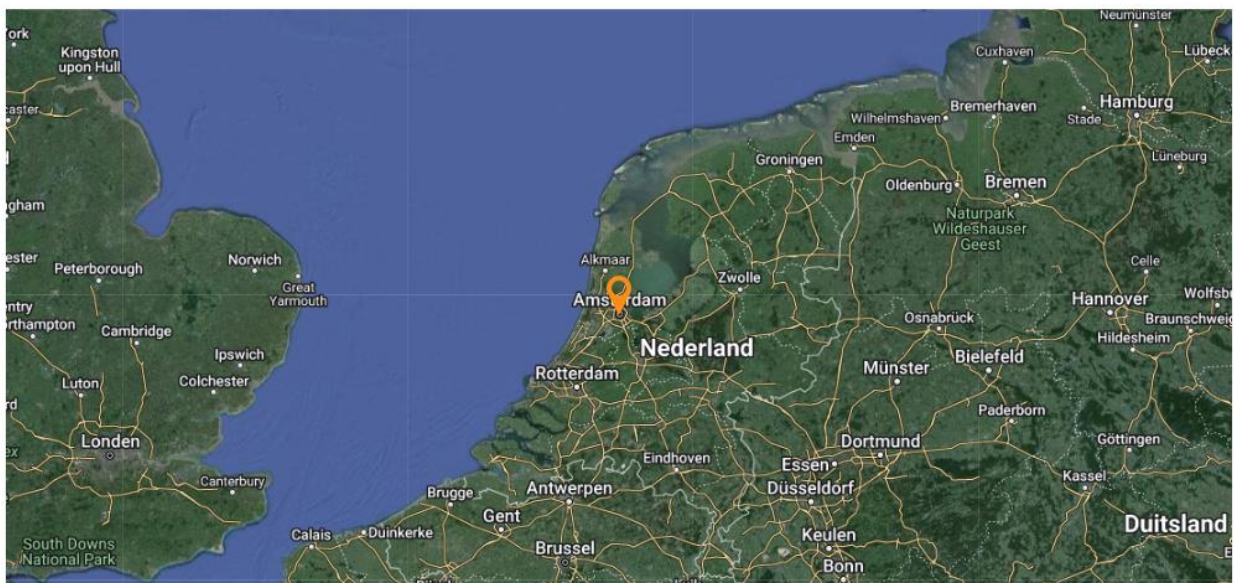 Neumünster
Cuxhaven
Lübeck
Kingston
upon Hull
Bremerhaven
Hamburg
Wilhelmshaven
Stade
Emden
Groningen
Lüneburg
Oldenburg
Bremen
Naturpark
Wildeshauser
Geest
Norwich
Peterborough
Great
Yarmouth
Alkmaar
Zwolle
Celle
Amsterdam
Hannover
Cambridge
Osnabrück
Braunschweig
Hildesheim
Nederland
Ipswich
Bielefeld
Luton
Colchester
Rotterdam
Münster
Paderborn
Londen
Dortmund
Göttingen
Eindhoven
Essen
Kassel
Canterbury
Brugge
Antwerpen
Düsseldorf
Gent
Calais
Duinkerke
Duitsland
Keulen
Brussel
South Downs
National Park
Bonn